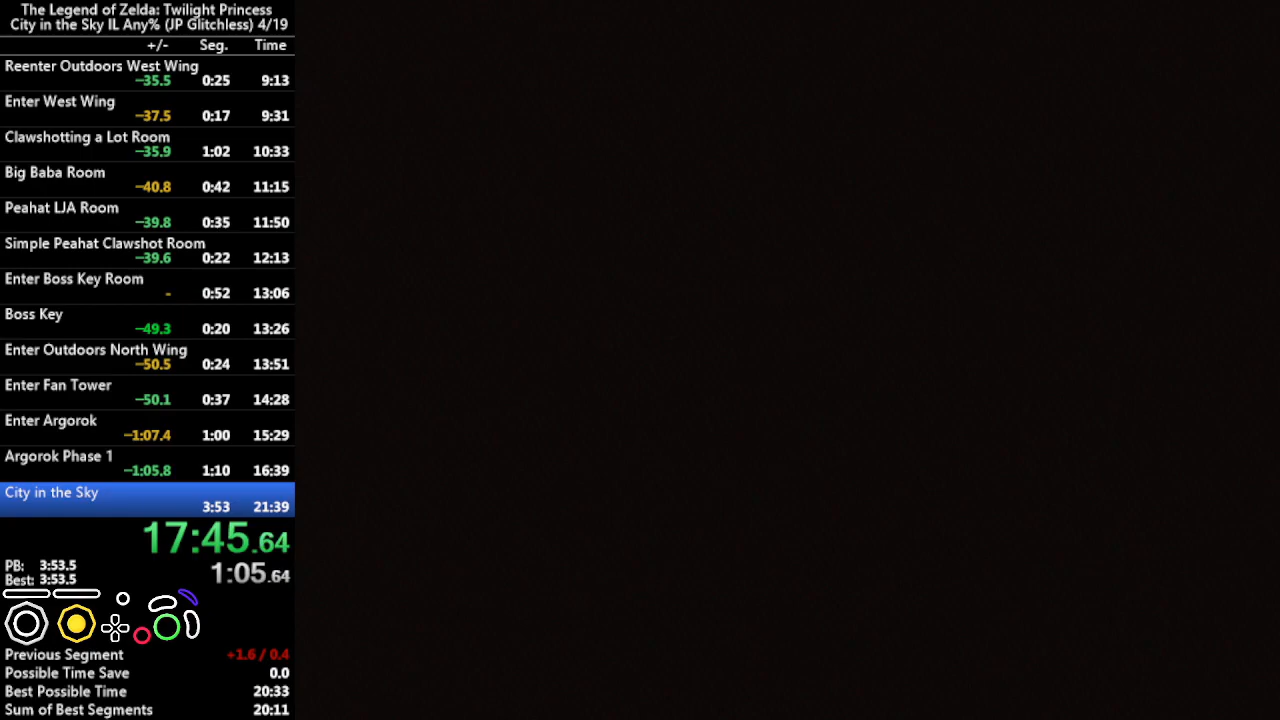 The Legend of Zelda: Twilight Princess
City in the Sky IL Any% (JP Glitchless) 4/19
+/- Seg. Time
Reenter Outdoors West Wing
−35.5 0:25 9:13
Enter West Wing
−37.5 0:17 9:31
Clawshotting a Lot Room
−35.9 1:02 10:33
Big Baba Room
−40.8 0:42 11:15
Peahat LJA Room
−39.8 0:35 11:50
Simple Peahat Clawshot Room
−39.6 0:22 12:13
Enter Boss Key Room
- 0:52 13:06
Boss Key
−49.3 0:20 13:26
Enter Outdoors North Wing
−50.5 0:24 13:51
Enter Fan Tower
−50.1 0:37 14:28
Enter Argorok
−1:07.4 1:00 15:29
Argorok Phase 1
−1:05.8 1:10 16:39
City in the Sky
3:53 21:39
17:45.64
PB: 3:53.5
Best: 3:53.5
1:05.64
Previous Segment +1.6 / 0.4
Possible Time Save 0.0
Best Possible Time 20:33
Sum of Best Segments 20:11